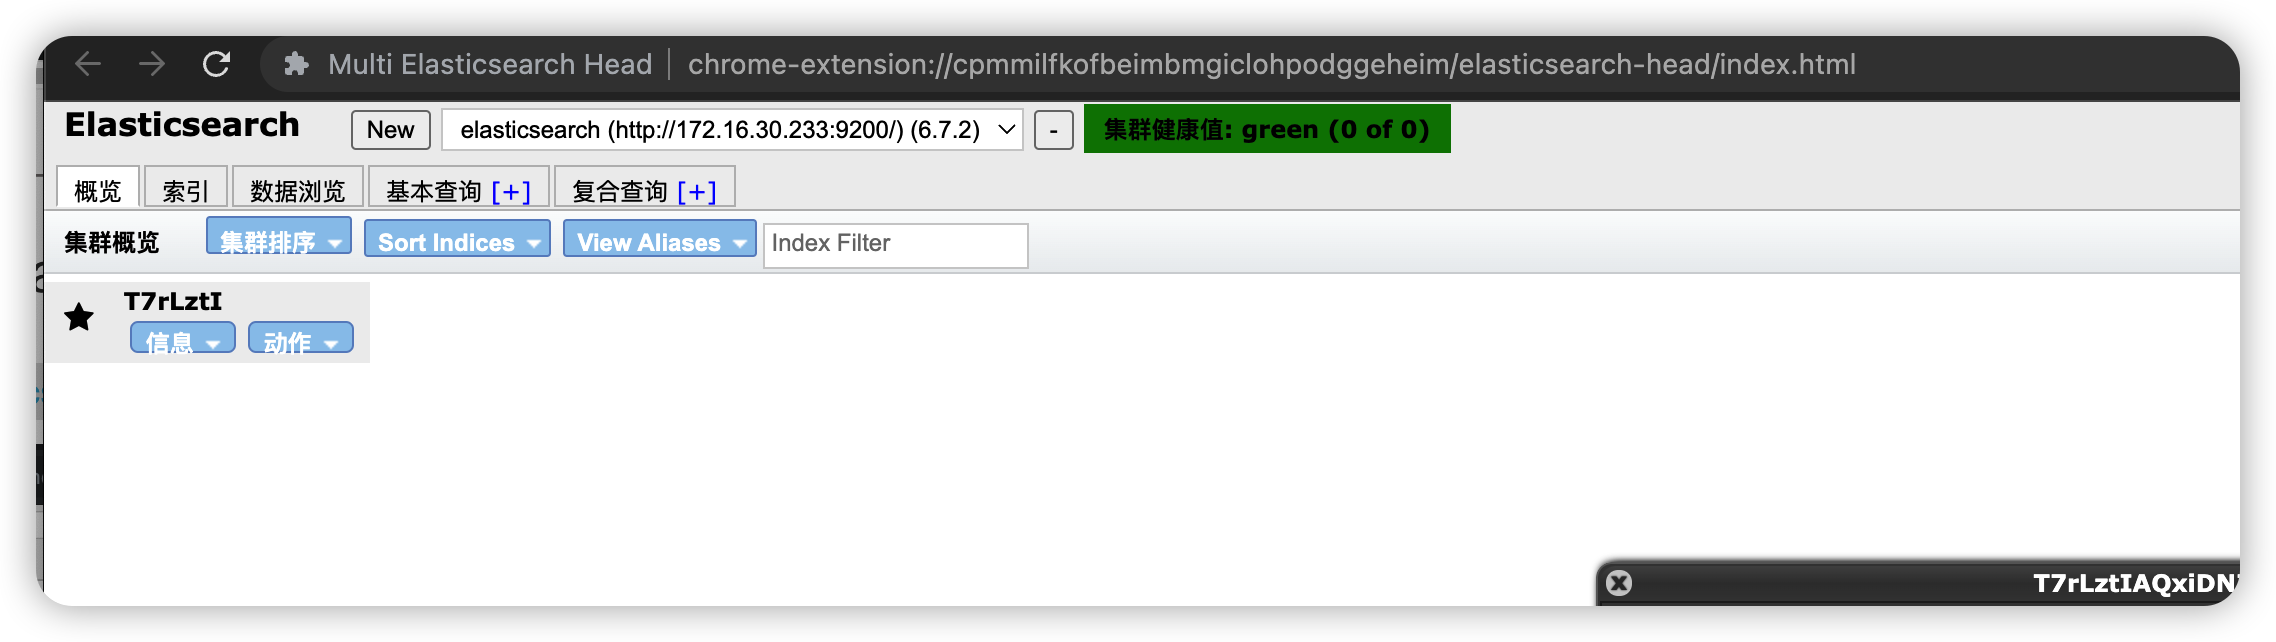 Multi Elasticsearch Head | chrome-extension://cpmmilfkofbeimbmgiclohpodggeheim/elasticsearch-head/index.html
Elasticsearch New elasticsearch (http://172.16.30.233:9200/) (6.7.2) - 集群健康值: green (0 of 0)
概览 索引 数据浏览 基本查询 [+] 复合查询 [+]
集群概览 集群排序 Sort Indices View Aliases Index Filter
T7rLztI
信息 动作
T7rLztIAQxiDN